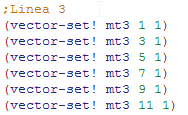 ;Linea 3
(vector-set! mt3 1 1)
(vector-set! mt3 3 1)
(vector-set! mt3 5 1)
(vector-set! mt3 7 1)
(vector-set! mt3 9 1)
(vector-set! mt3 11 1)